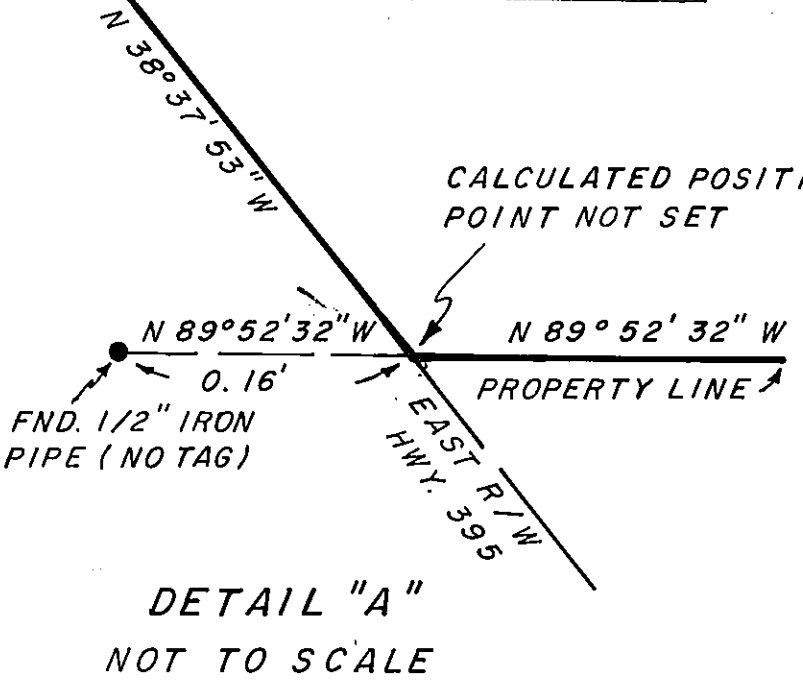 N 38° 37' 53" W
CALCULATED
POINT NOT SET
N 89°52'32" W
N 89° 52' 32" W
0.16'
PROPERTY LINE
FND. 1/2" IRON
PIPE (NO TAG)
EAST R/W
HWY. 395
DETAIL "A"
NOT TO SCALE